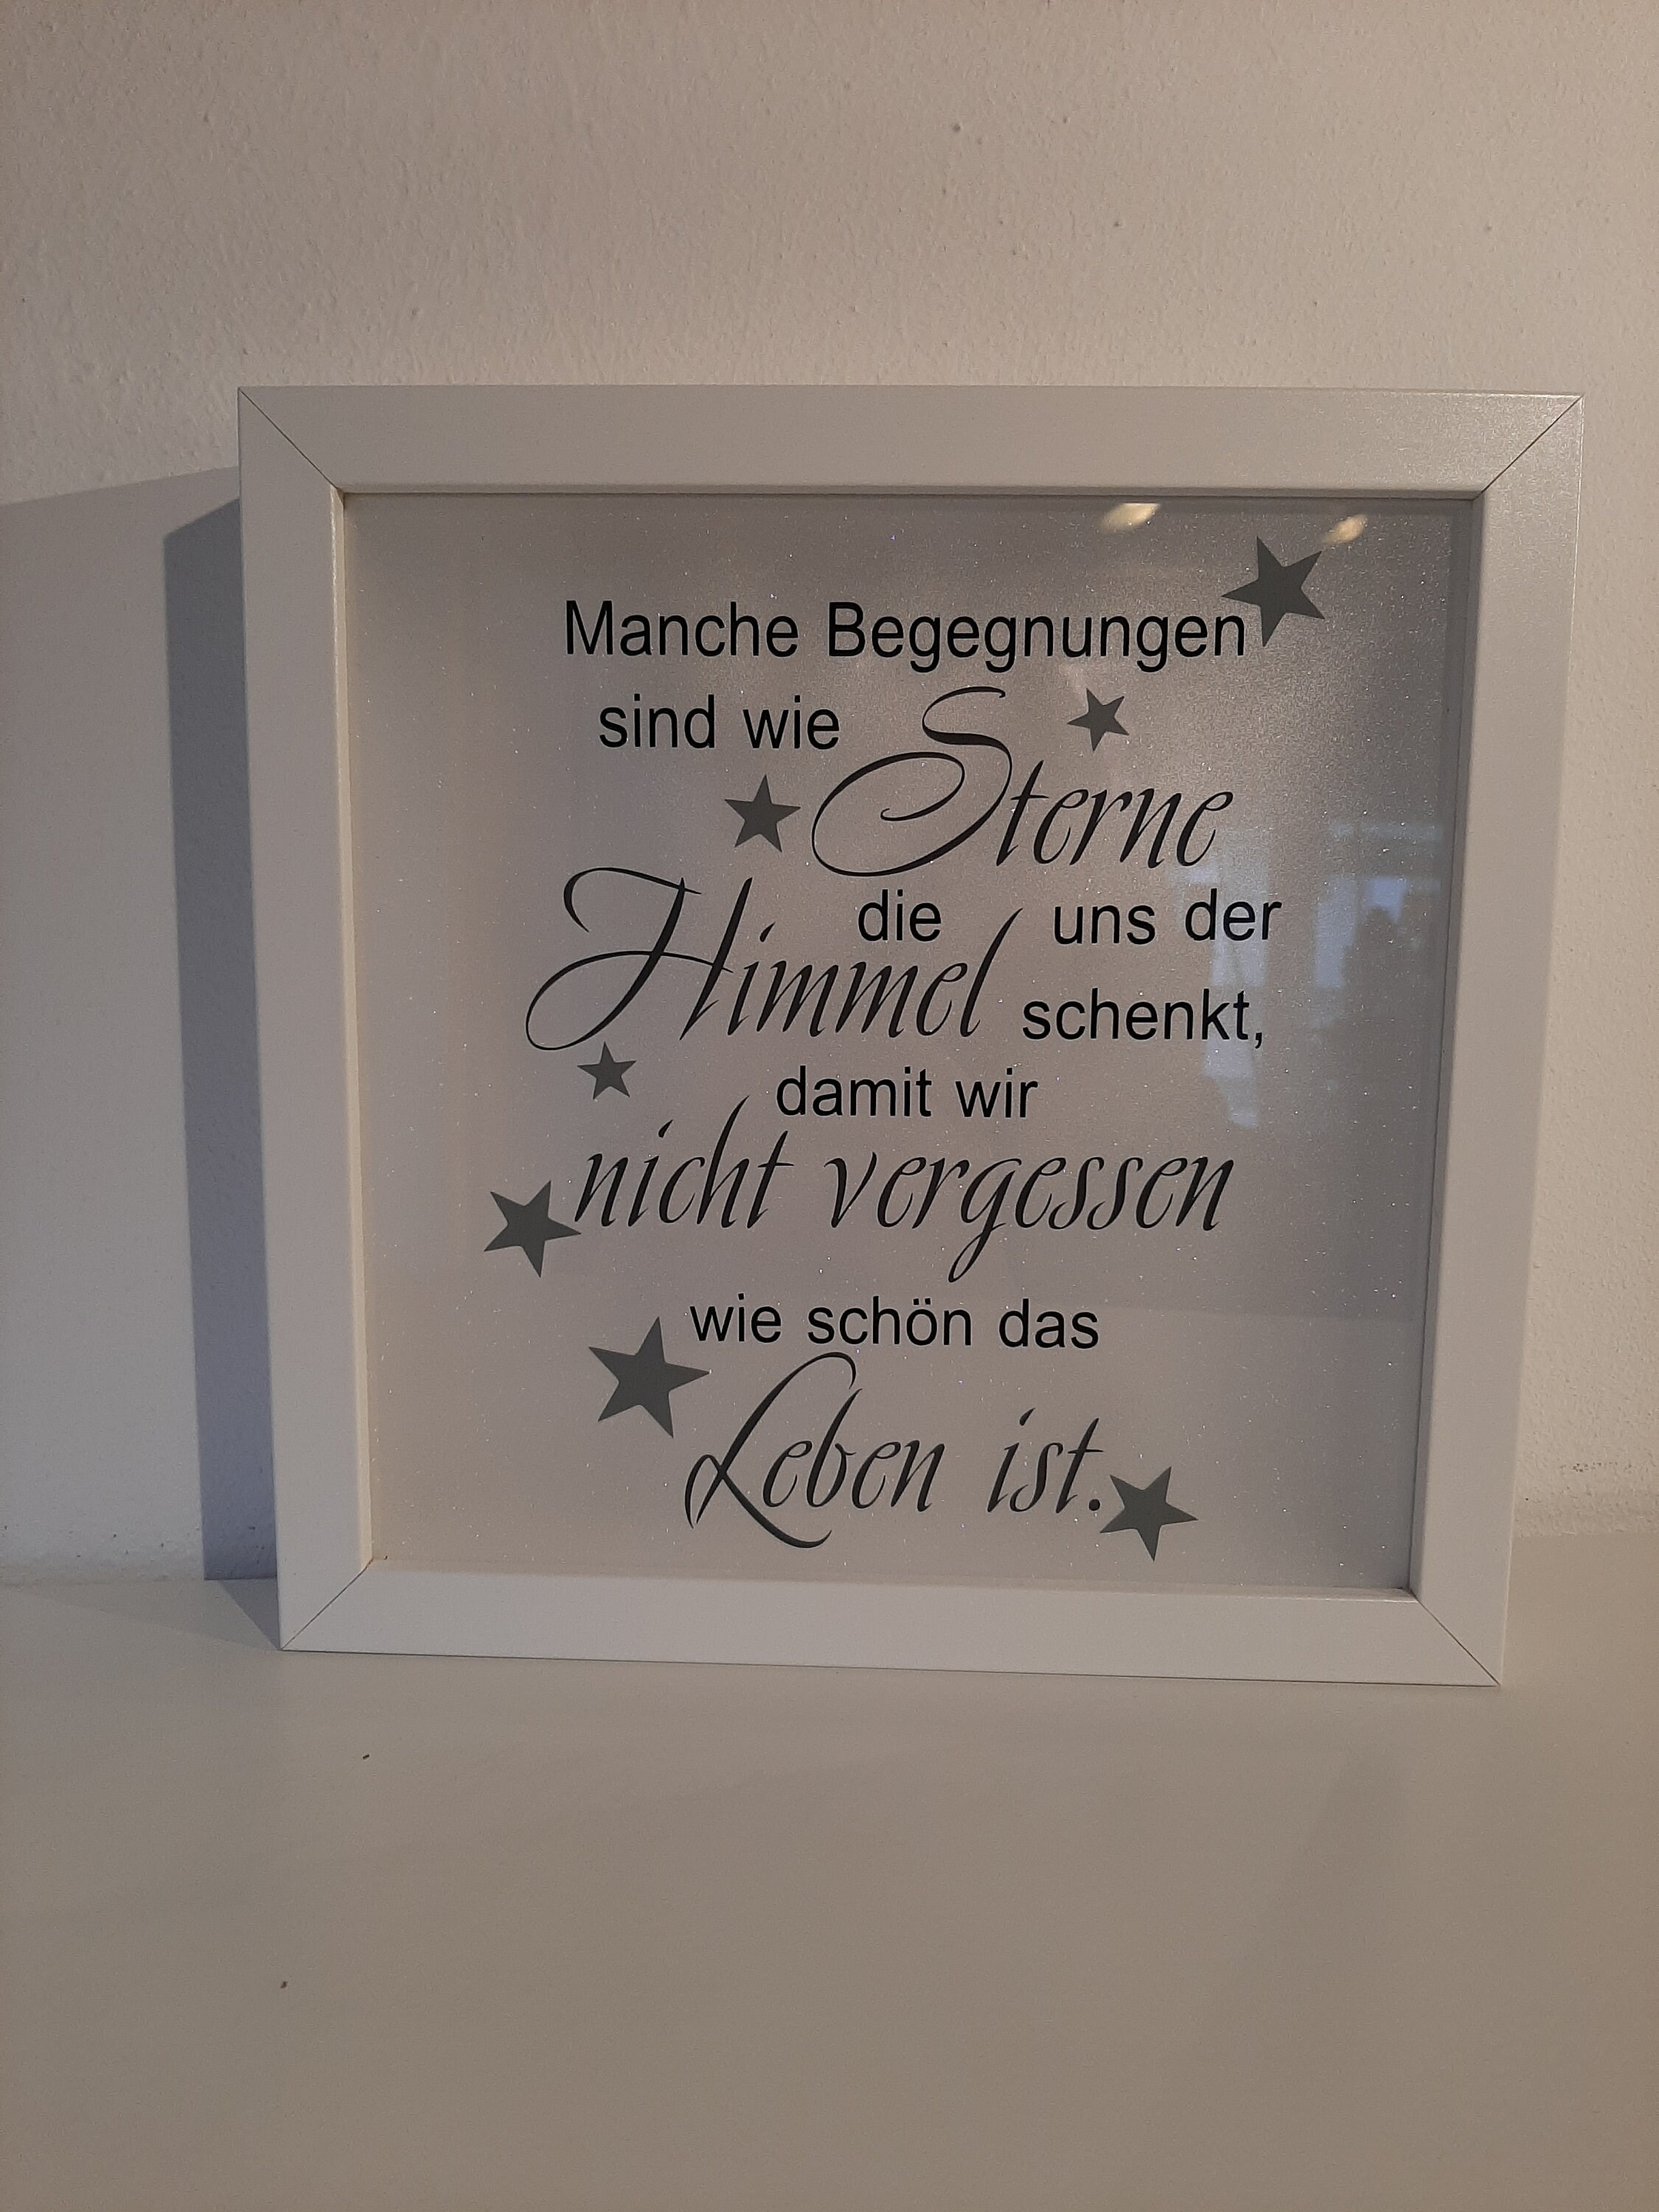 Manche Begegnungen
sind wie Sterne
die uns der
Himmel schenkt,
damit wir
nicht vergessen
wie schön das
Leben ist.